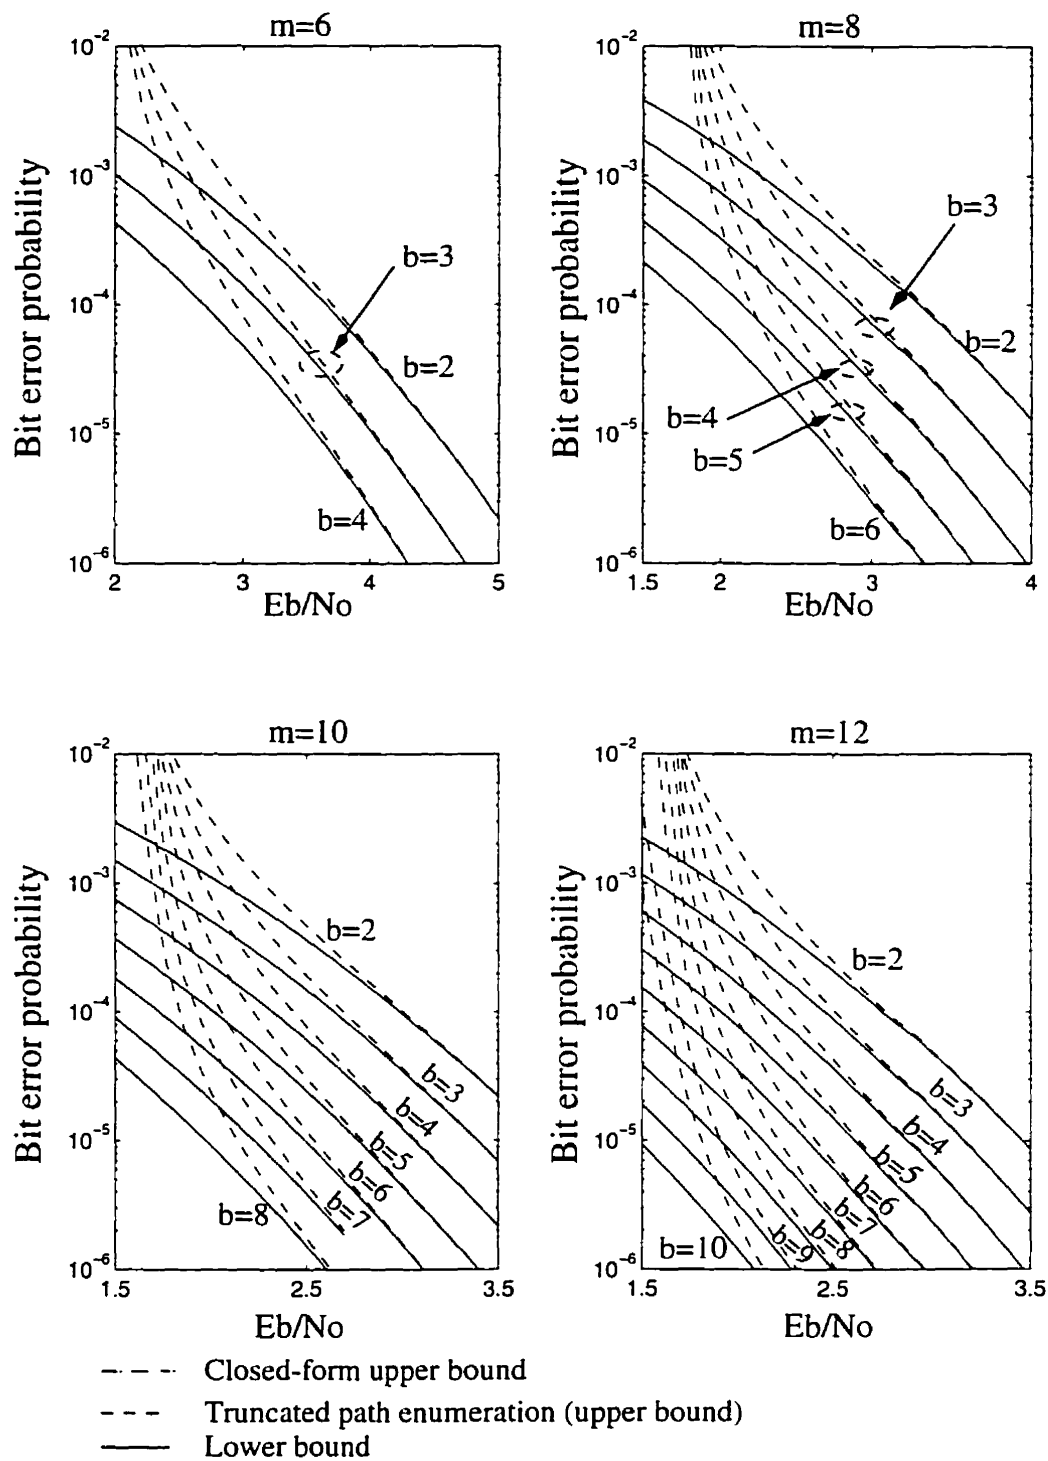 m=6
Bit error probability
10-2
10-3
10-4
10-5
10-6
b=3
b=2
b=4
2
3
4
5
Eb/No
m=8
Bit error probability
10-2
10-3
10-4
10-5
10-6
b=3
b=2
b=4
b=5
b=6
1.5
2
3
4
Eb/No
m=10
Bit error probability
10-2
10-3
10-4
10-5
10-6
b=2
b=3
b=4
b=5
b=6
b=7
b=8
1.5
2.5
3.5
Eb/No
m=12
Bit error probability
10-2
10-3
10-4
10-5
10-6
b=2
b=3
b=4
b=5
b=6
b=7
b=8
b=9
b=10
1.5
2.5
3.5
Eb/No
Closed-form upper bound
Truncated path enumeration (upper bound)
Lower bound